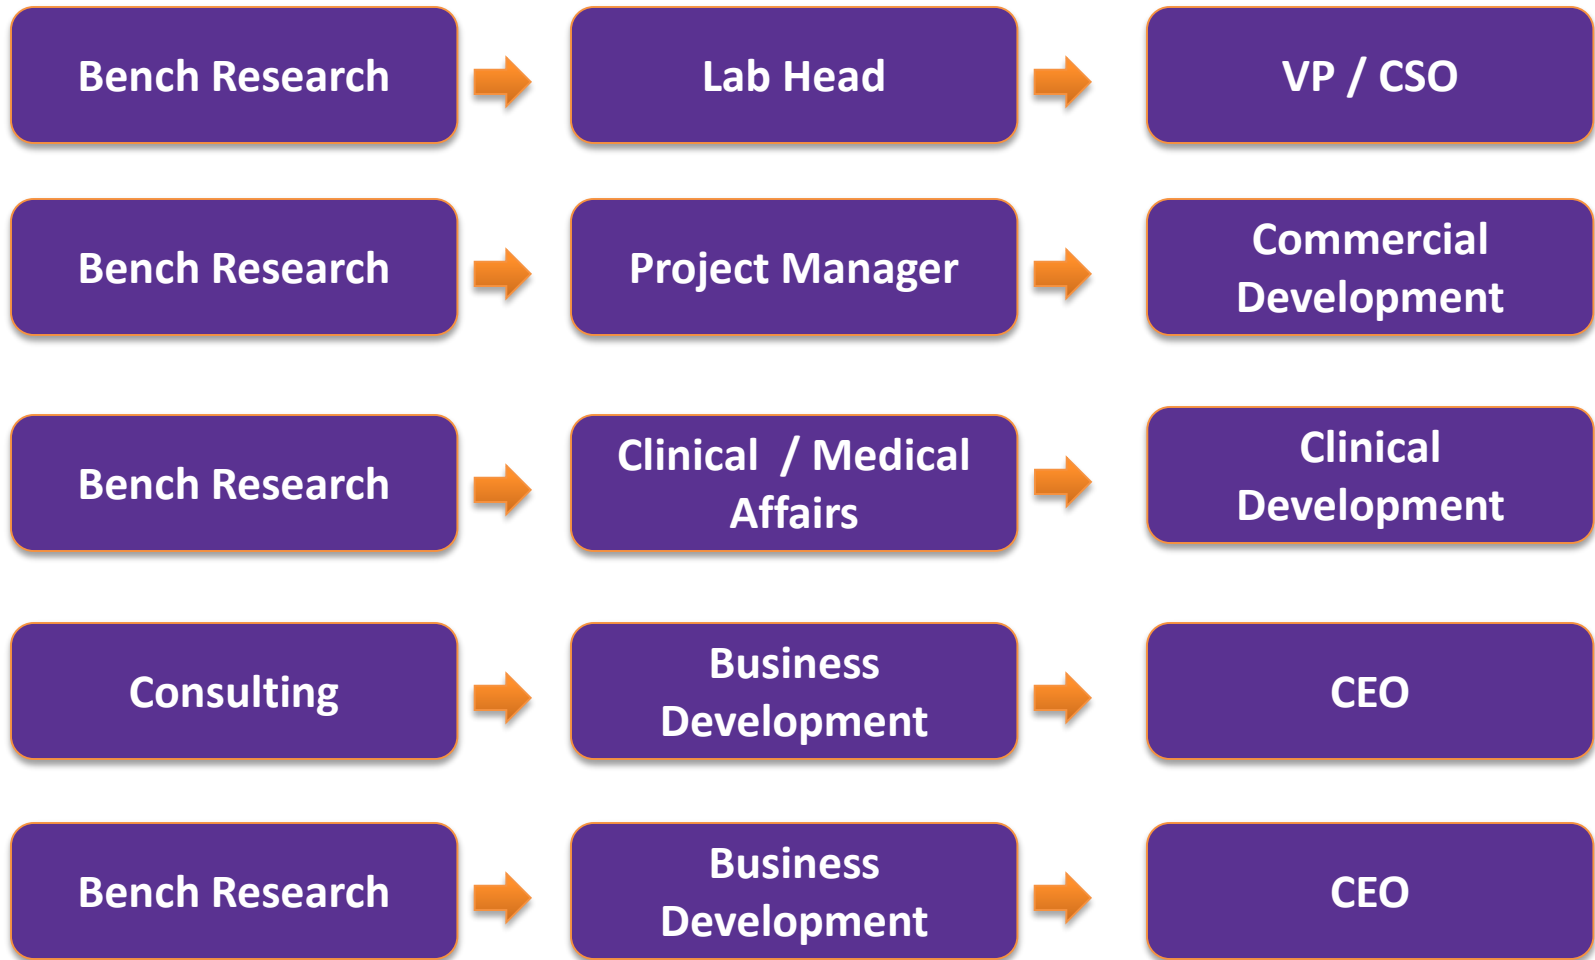 Bench Research
Lab Head
VP / CSO
Bench Research
Project Manager
Commercial
Development
Bench Research
Clinical  / Medical
Affairs
Clinical
Development
Consulting
Business
Development
CEO
Bench Research
Business
Development
CEO